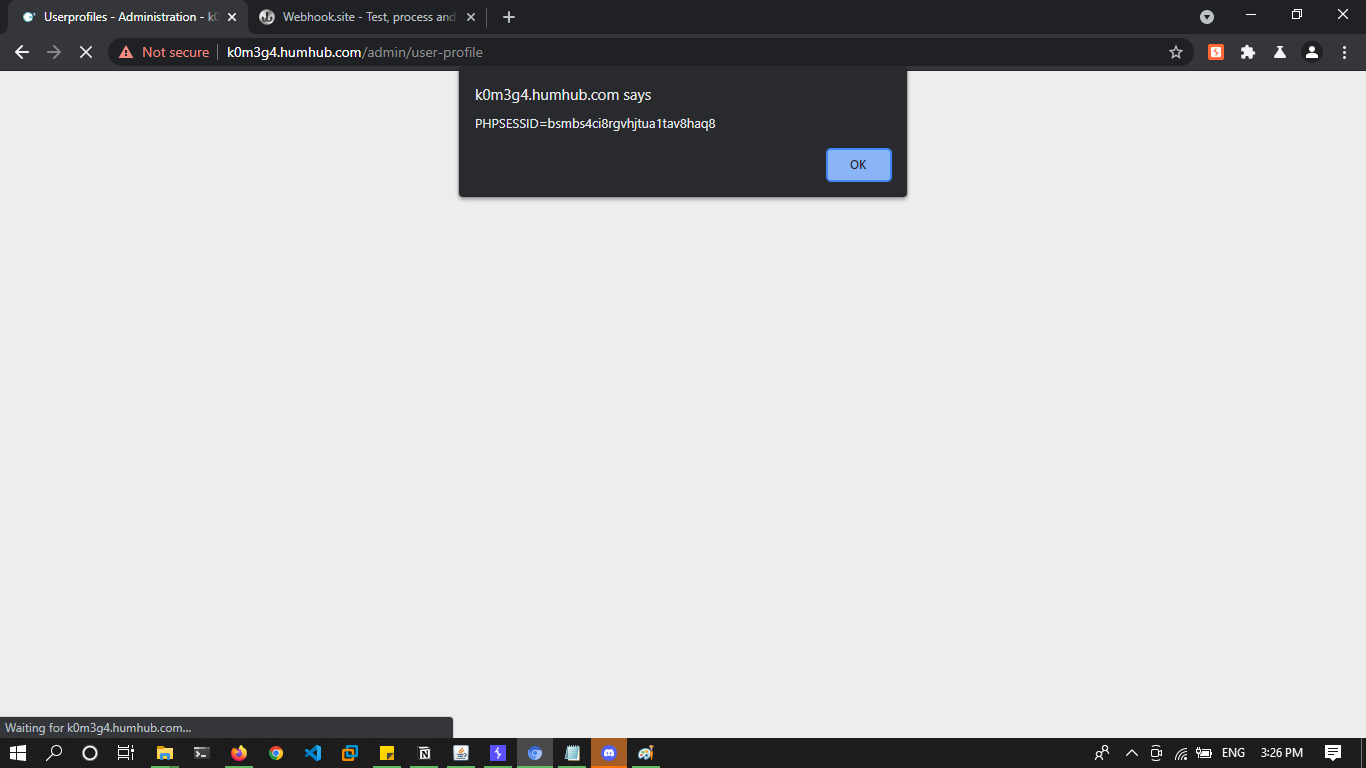 Userprofiles - Administration - k0
Webhook.site - Test, process and
Not secure
k0m3g4.humhub.com/admin/user-profile
k0m3g4.humhub.com says
PHPSESSID=bsmbs4ci8rgvhjtua1tav8haq8
OK
Waiting for k0m3g4.humhub.com...
ENG
3:26 PM